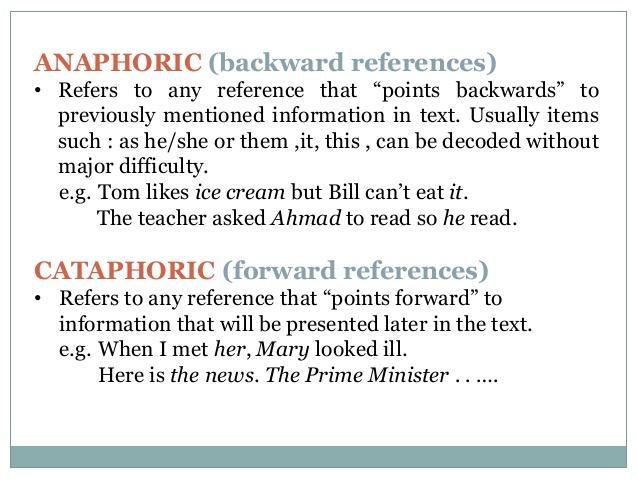 ANAPHORIC (backward references)
• Refers to any reference that “points backwards” to
previously mentioned information in text. Usually items
such : as he/she or them ,it, this , can be decoded without
major difficulty.
e.g. Tom likes ice cream but Bill can’t eat it.
The teacher asked Ahmad to read so he read.
CATAPHORIC (forward references)
• Refers to any reference that “points forward” to
information that will be presented later in the text.
e.g. When I met her, Mary looked ill.
Here is the news. The Prime Minister . . ....